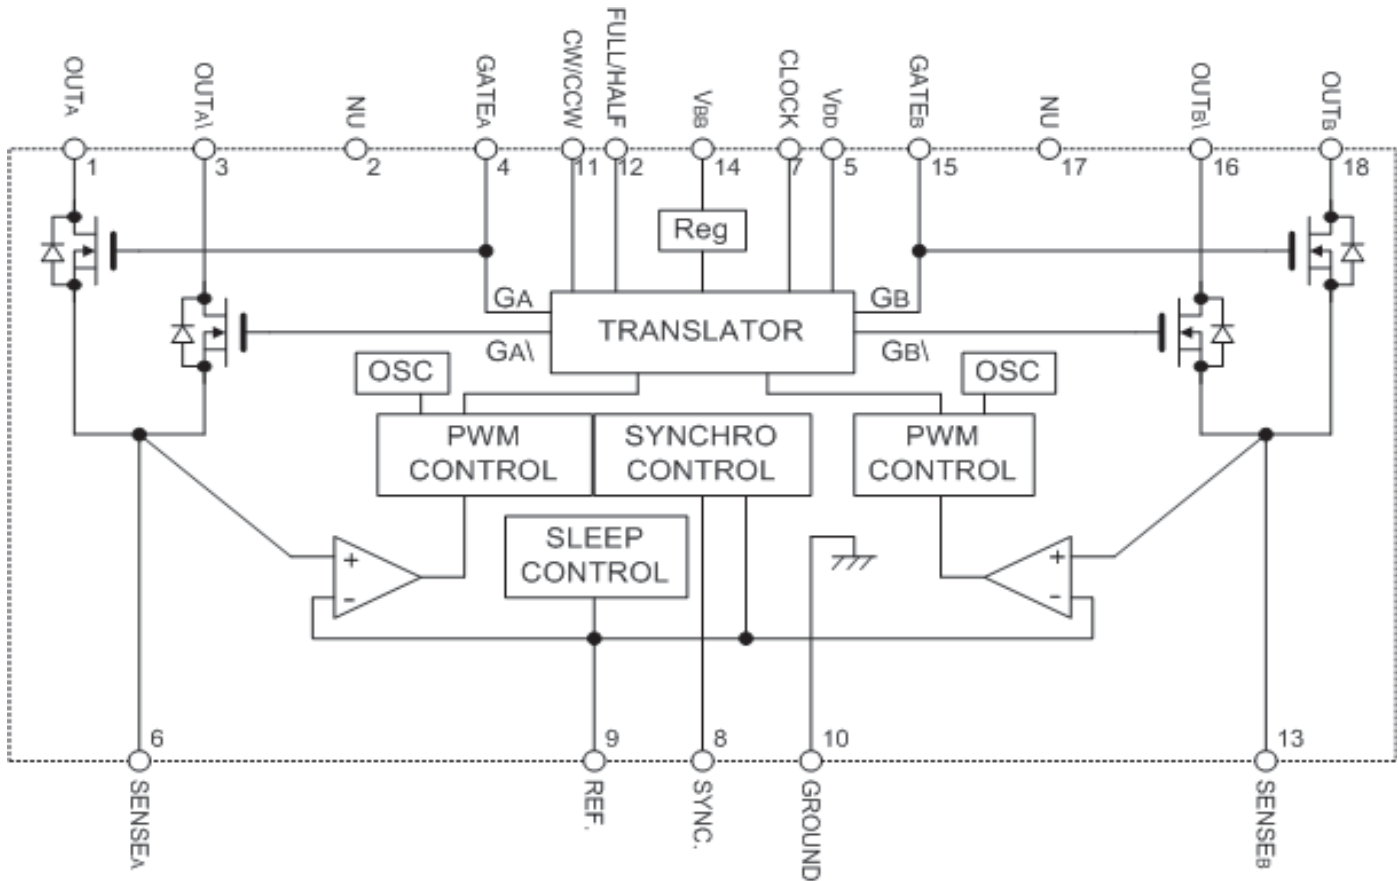 OUTA
OUTA\
NU
GATEA
CW/CCW
FULL/HALF
VBB
CLOCK
VDD
GATEB
NU
OUTB\
OUTB
1
3
2
4
11
12
14
7
5
15
17
16
18
Reg
GA
GB
TRANSLATOR
GA\
GB\
OSC
OSC
PWM
CONTROL
SYNCHRO
CONTROL
PWM
CONTROL
SLEEP
CONTROL
+
-
+
-
6
9
8
10
13
SENSEA
REF.
SYNC.
GROUND
SENSEB